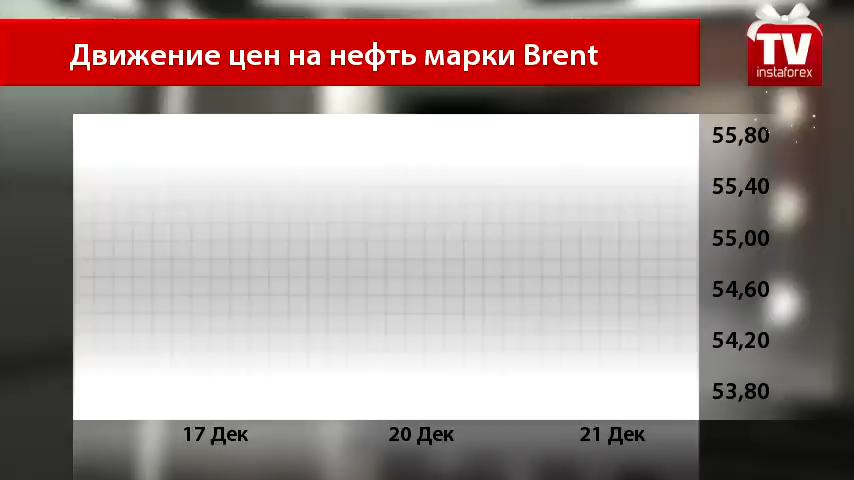 Движение цен на нефть марки Brent
TV
instaforex
55,80
55,40
55,00
54,60
54,20
53,80
17 Дек
20 Дек
21 Дек